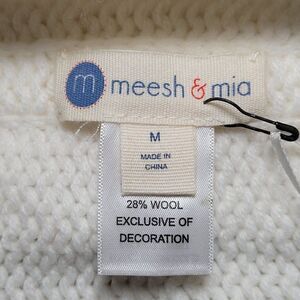 m meesh & mia
M
MADE IN
CHINA
28% WOOL
EXCLUSIVE OF
DECORATION